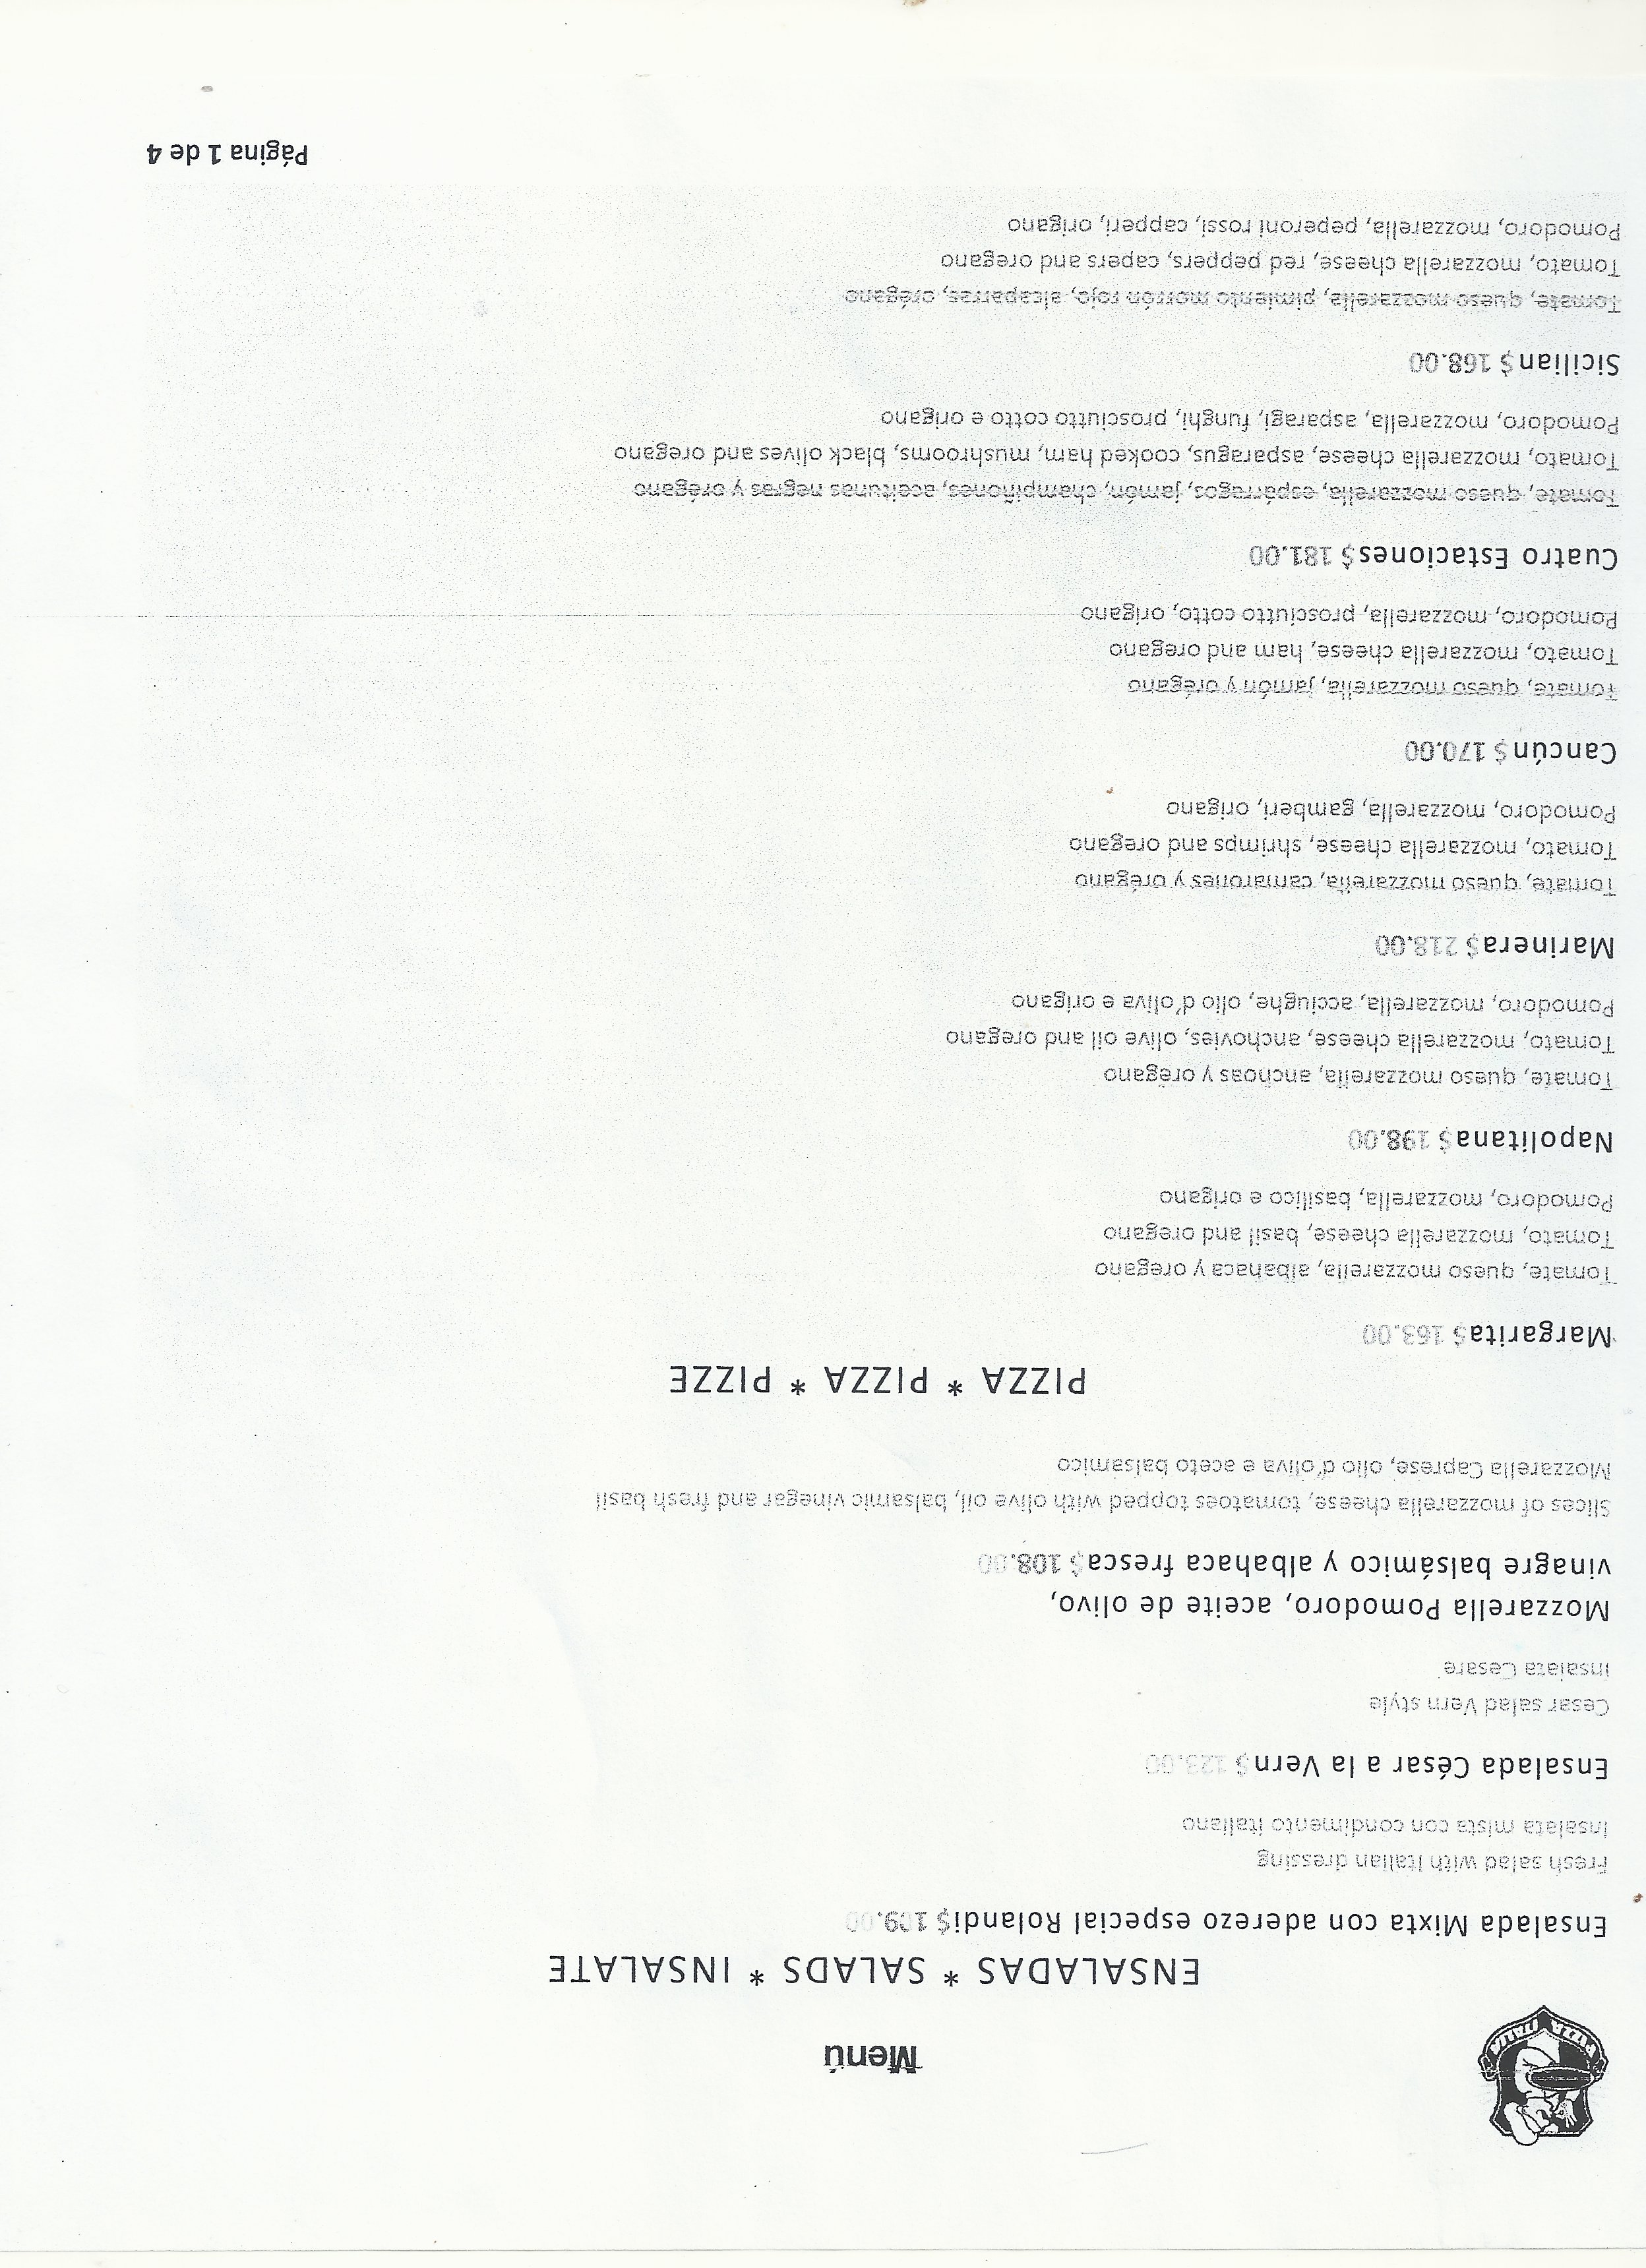 PIZZA ITALIA
Menú
ENSALADAS * SALADS * INSALATE
Ensalada Mixta con aderezo especial Rolandi$ 109.00
Fresh salad with Italian dressing
Insalata mista con condimento italiano
Ensalada César a la Vern$ 123.00
Cesar salad Vern style
Insalata Cesare
Mozzarella Pomodoro, aceite de olivo,
vinagre balsámico y albahaca fresca$ 108.00
Slices of mozzarella cheese, tomatoes topped with olive oil, balsamic vinegar and fresh basil
Mozzarella Caprese, olio d’oliva e aceto balsamico
PIZZA * PIZZA * PIZZE
Margarita$ 163.00
Tomate, queso mozzarella, albahaca y oregano
Tomato, mozzarella cheese, basil and oregano
Pomodoro, mozzarella, basilico e origano
Napolitana$ 198.00
Tomate, queso mozzarella, anchoas y orégano
Tomato, mozzarella cheese, anchovies, olive oil and oregano
Pomodoro, mozzarella, acciughe, olio d’oliva e origano
Marinera$ 218.00
Tomate, queso mozzarella, camarones y orégano
Tomato, mozzarella cheese, shrimps and oregano
Pomodoro, mozzarella, gamberi, origano
Cancún$ 170.00
Tomate, queso mozzarella, jamón y orégano
Tomato, mozzarella cheese, ham and oregano
Pomodoro, mozzarella, prosciutto cotto, origano
Cuatro Estaciones$ 181.00
Tomate, queso mozzarella, espárragos, jamón, champiñones, aceitunas negras y orégano
Tomato, mozzarella cheese, asparagus, cooked ham, mushrooms, black olives and oregano
Pomodoro, mozzarella, asparagi, funghi, prosciutto cotto e origano
Sicilian$ 168.00
Tomate, queso mozzarella, pimiento morrón rojo, alcaparras, orégano
Tomato, mozzarella cheese, red peppers, capers and oregano
Pomodoro, mozzarella, peperoni rossi, capperi, origano
Página 1 de 4